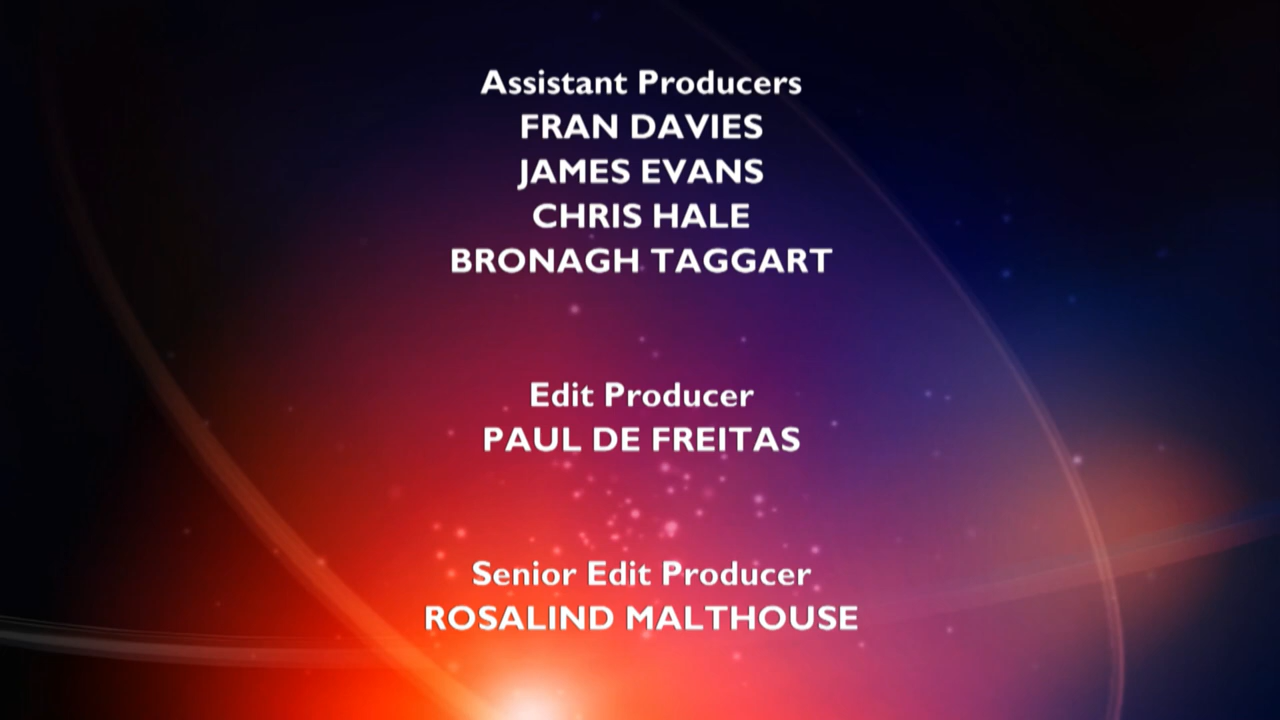 Assistant Producers
FRAN DAVIES
JAMES EVANS
CHRIS HALE
BRONAGH TAGGART
Edit Producer
PAUL DE FREITAS
Senior Edit Producer
ROSALIND MALTHOUSE